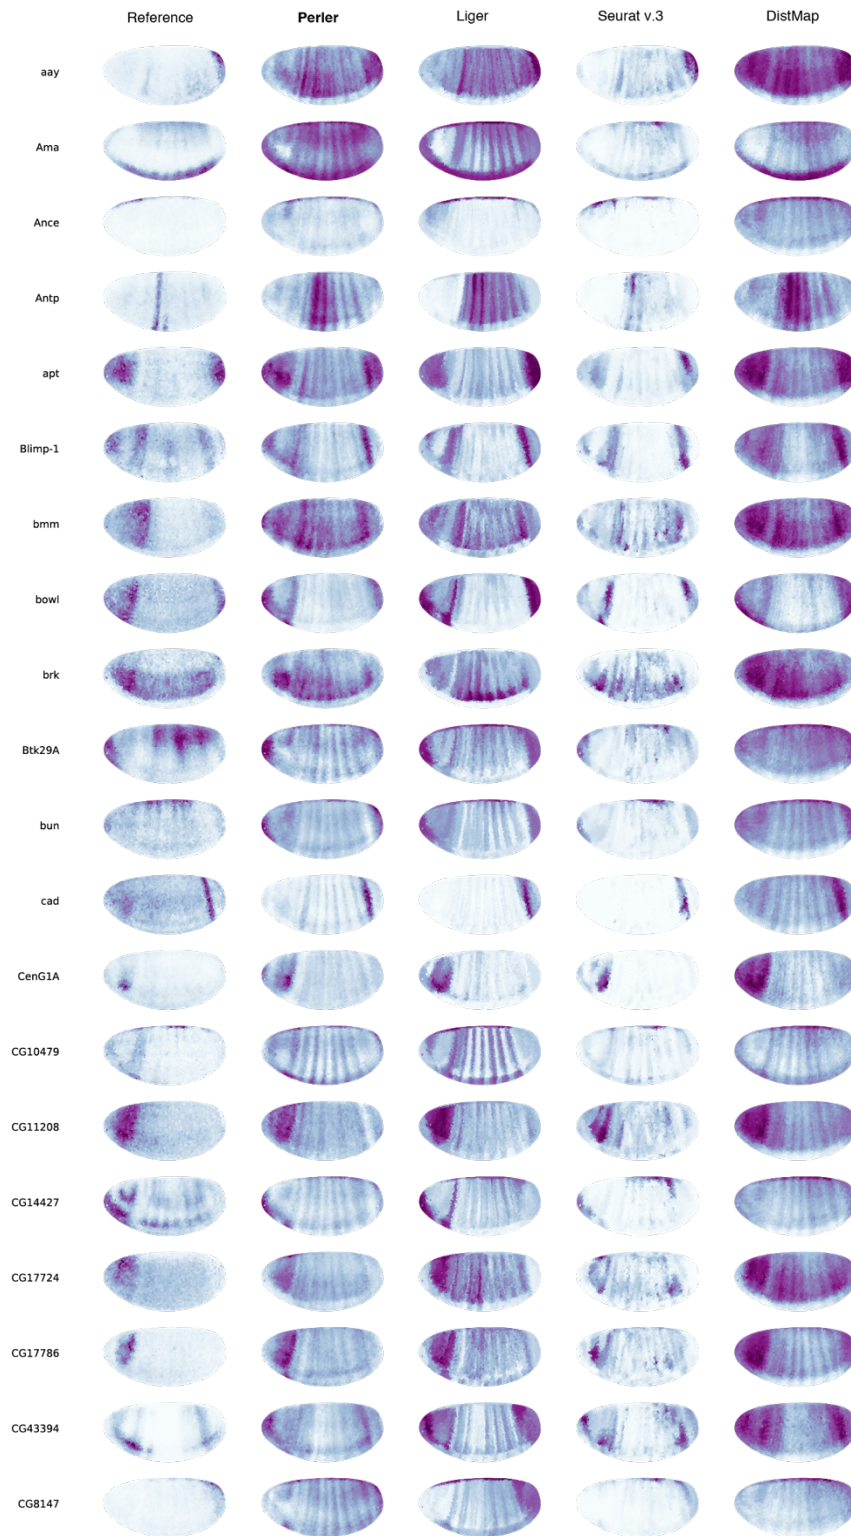 Reference Perler Liger Seurat v.3 DistMap
aay
Ama
Ance
Antp
apt
Blimp-1
bmm
bowl
brk
Btk29A
bun
cad
CenG1A
CG10479
CG11208
CG14427
CG17724
CG17786
CG43394
CG8147